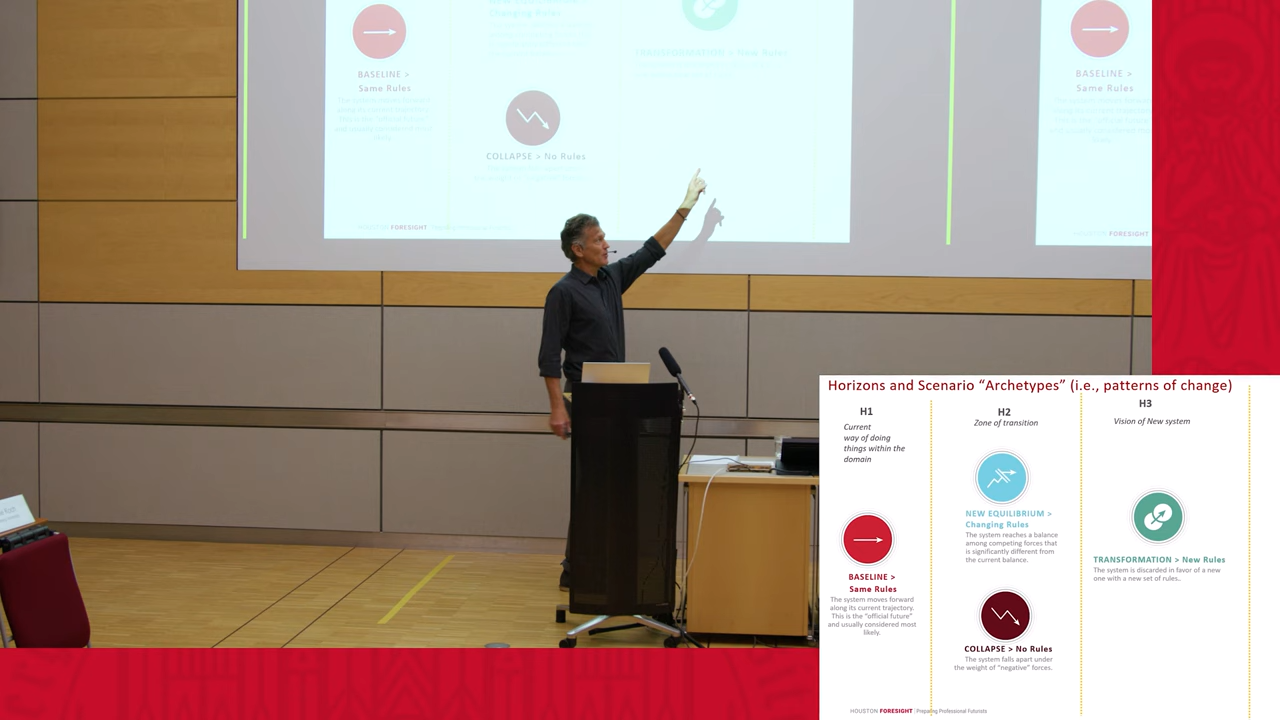 BASELINE >
Same Rules
Changing Rules
TRANSFORMATION > New Rules
COLLAPSE > No Rules
HOUSTON FORESIGHT
BASELINE >
Same Rules
HOUSTON FORESIGHT
Horizons and Scenario “Archetypes” (i.e., patterns of change)
H1
Current
way of doing
things within the
domain
BASELINE >
Same Rules
The system moves forward
along its current trajectory.
This is the “official future”
and usually considered most
likely.
H2
Zone of transition
NEW EQUILIBRIUM >
Changing Rules
The system reaches a balance
among competing forces that
is significantly different from
the current balance.
COLLAPSE > No Rules
The system falls apart under
the weight of “negative” forces.
H3
Vision of New system
TRANSFORMATION > New Rules
The system is discarded in favor of a new
one with a new set of rules..
HOUSTON FORESIGHT | Preparing Professional Futurists